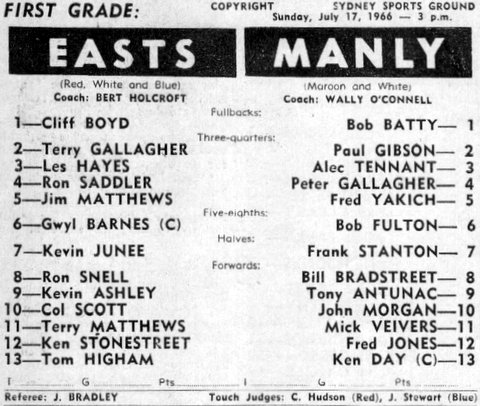 FIRST GRADE: COPYRIGHT SYDNEY SPORTS GROUND
Sunday, July 17, 1966 — 3 p.m.
EASTS MANLY
(Red, White and Blue) (Maroon and White)
Coach: BERT HOLCROFT Coach: WALLY O'CONNELL
Fullbacks:
1—Cliff BOYD Bob BATTY— 1
Three-quarters:
2—Terry GALLAGHER Paul GIBSON — 2
3—Les HAYES Alec TENNANT — 3
4—Ron SADDLER Peter GALLAGHER — 4
5—Jim MATTHEWS Fred YAKICH — 5
Five-eighths:
6—Gwyl BARNES (C) Bob FULTON — 6
Halves:
7—Kevin JUNEE Frank STANTON — 7
Forwards:
8—Ron SNELL Bill BRADSTREET — 8
9—Kevin ASHLEY Tony ANTUNAC — 9
10—Col SCOTT John MORGAN —10
11—Terry MATTHEWS Mick VEIVERS —11
12—Ken STONESTREET Fred JONES —12
13—Tom HIGHAM Ken DAY (C)—13
T.......... G.......... Pts.......... T.......... G.......... Pts..........
Referee: J. BRADLEY Touch Judges: C. Hudson (Red), J. Stewart (Blue)